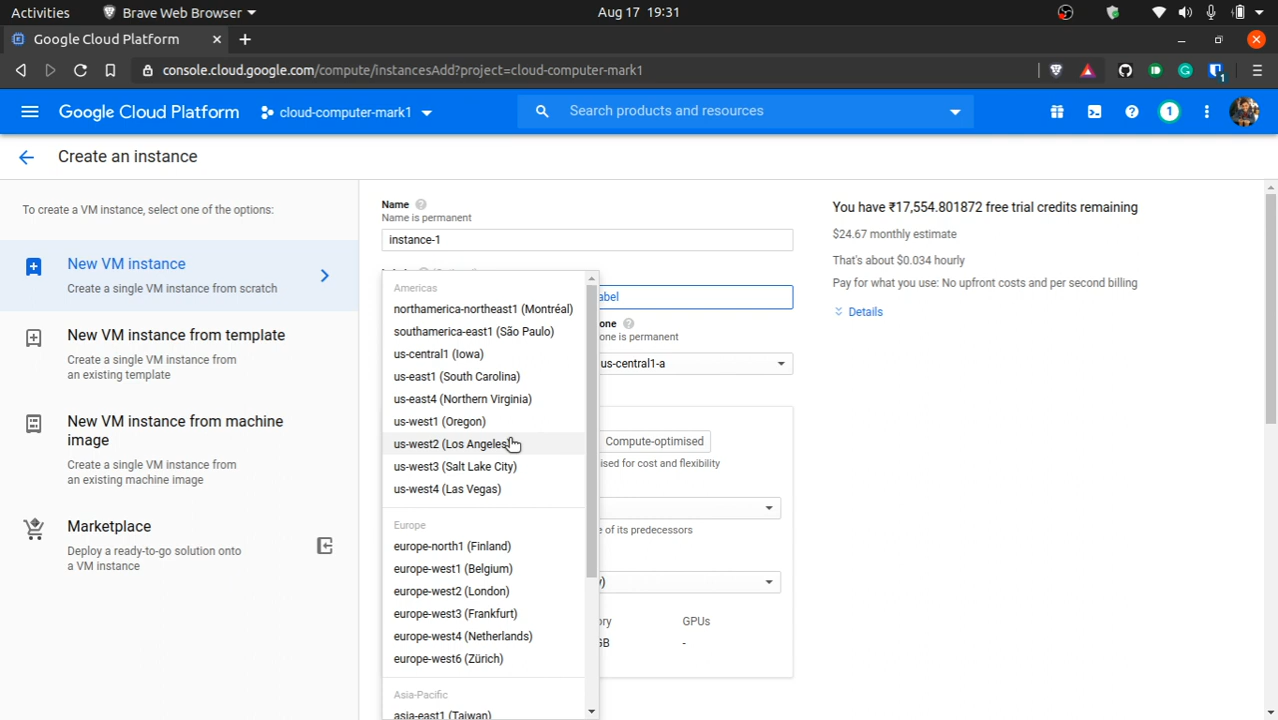 Activities
Brave Web Browser
Aug 17 19:31
Google Cloud Platform
console.cloud.google.com/compute/instancesAdd?project=cloud-computer-mark1
1
Google Cloud Platform
cloud-computer-mark1
Search products and resources
1
Create an instance
To create a VM instance, select one of the options:
New VM instance
Create a single VM instance from scratch
New VM instance from template
Create a single VM instance from
an existing template
New VM instance from machine
image
Create a single VM instance from
an existing machine image
Marketplace
Deploy a ready-to-go solution onto
a VM instance
Name
Name is permanent
instance-1
abel
one
one is permanent
us-central1-a
Compute-optimised
ised for cost and flexibility
e of its predecessors
y)
ory
GPUs
GB
-
Americas
northamerica-northeast1 (Montréal)
southamerica-east1 (São Paulo)
us-central1 (Iowa)
us-east1 (South Carolina)
us-east4 (Northern Virginia)
us-west1 (Oregon)
us-west2 (Los Angeles)
us-west3 (Salt Lake City)
us-west4 (Las Vegas)
Europe
europe-north1 (Finland)
europe-west1 (Belgium)
europe-west2 (London)
europe-west3 (Frankfurt)
europe-west4 (Netherlands)
europe-west6 (Zürich)
Asia-Pacific
asia-east1 (Taiwan)
You have ₹17,554.801872 free trial credits remaining
$24.67 monthly estimate
That's about $0.034 hourly
Pay for what you use: No upfront costs and per second billing
Details